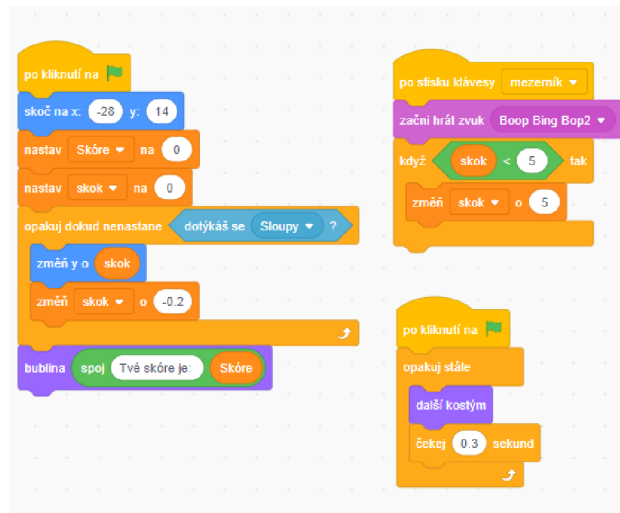 po kliknutí na
skoč na x: -28 y: 14
nastav Skóre na 0
nastav skok na 0
opakuj dokud nenastane dotýkáš se Sloupy ?
změň y o skok
změň skok o -0.2
bublina spoj Tvé skóre je: Skóre
po stisku klávesy mezerník
začni hrát zvuk Boop Bing Bop2
když skok < 5 tak
změň skok o 5
po kliknutí na
opakuj stále
další kostým
čekej 0.3 sekund